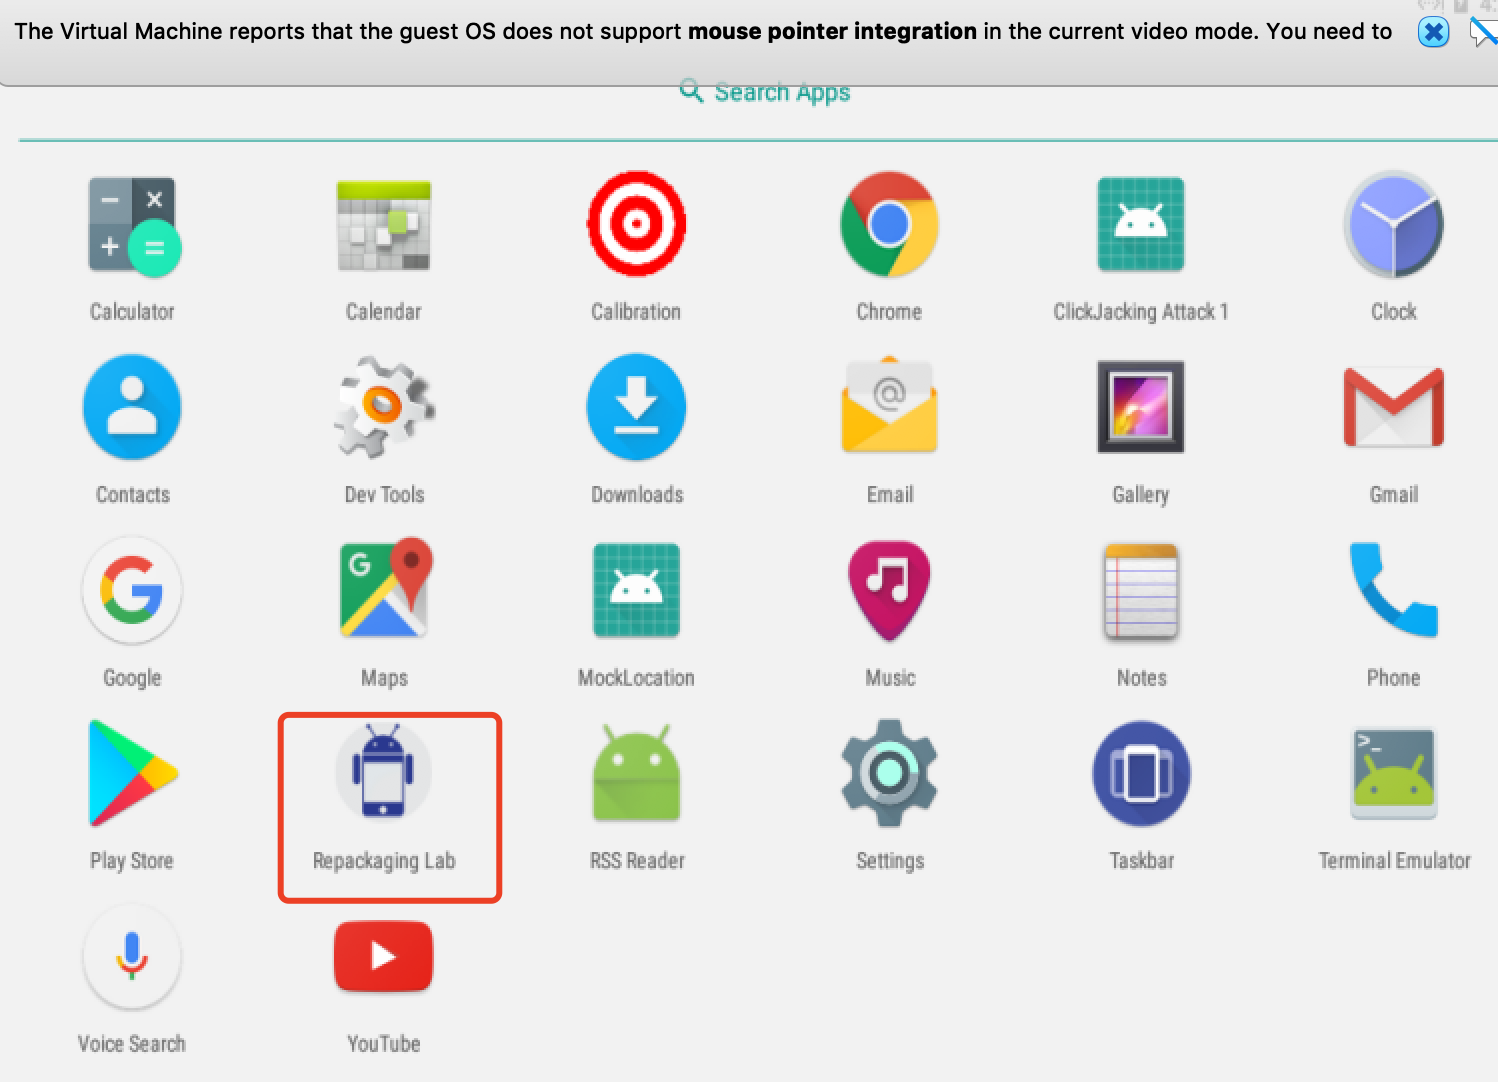 The Virtual Machine reports that the guest OS does not support mouse pointer integration in the current video mode. You need to
Search Apps
Calculator Calendar Calibration Chrome ClickJacking Attack 1 Clock
Contacts Dev Tools Downloads Email Gallery Gmail
Google Maps MockLocation Music Notes Phone
Play Store Repackaging Lab RSS Reader Settings Taskbar Terminal Emulator
Voice Search YouTube